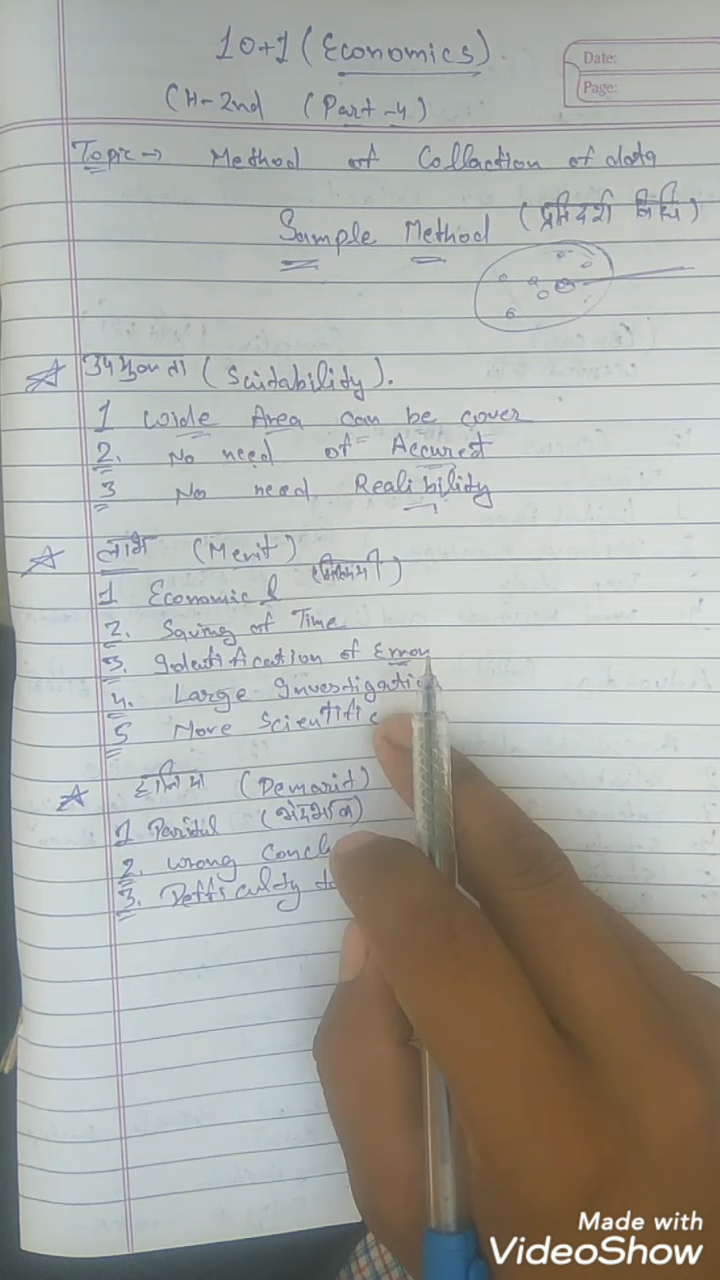 10+1 (Economics).
Date:
Page:
CH-2nd (Part-4)
Topic→ Method of Collaction of data
Sample Method (प्रतिदर्श विधि)
उपयुक्तता (Suitability).
1 Wide Area can be cover
2. No need of Accurest
3 No need Realibility
लाभ (Merit)
1 Economical (मितव्ययी)
2. Saving of Time
3. Identification of Error
4. Large Investigatio
5 More Scientific
हानिया (Demarit)
1 (भेदभाव)
2. Wrong Concl
3. Defficulty to
Made with
VideoShow